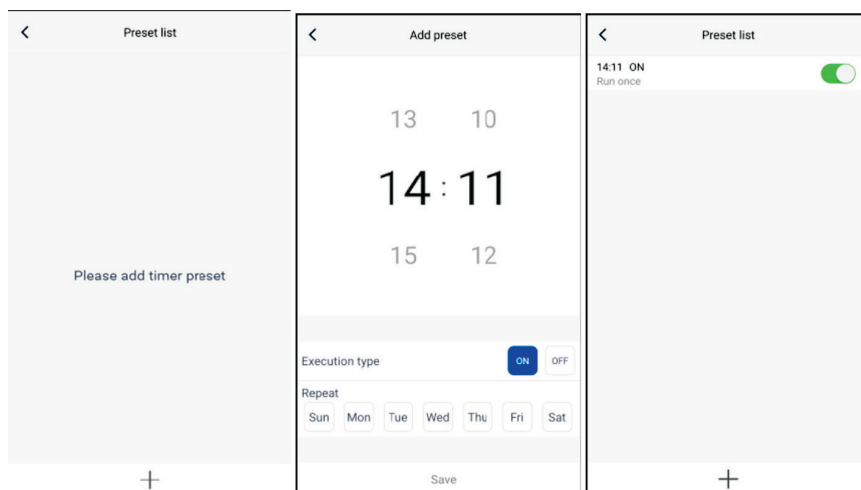 Preset list
Please add timer preset
Add preset
13 10
14 : 11
15 12
Execution type ON OFF
Repeat
Sun Mon Tue Wed Thu Fri Sat
Save
Preset list
14:11 ON
Run once